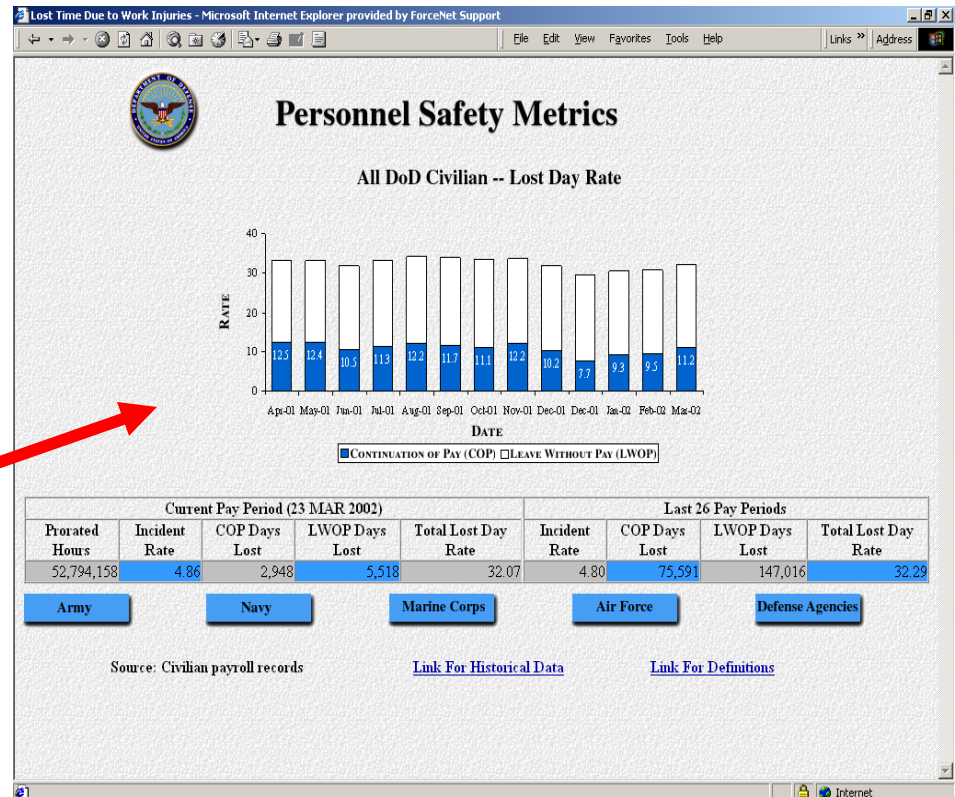 Lost Time Due to Work Injuries - Microsoft Internet Explorer provided by ForceNet Support
File Edit View Favorites Tools Help Links » Address
Personnel Safety Metrics
All DoD Civilian -- Lost Day Rate
40
30
20
10
0
RATE
12.5 12.4 10.5 11.3 12.2 11.7 11.1 12.2 10.2 7.7 9.3 9.5 11.2
Apr-01 May-01 Jun-01 Jul-01 Aug-01 Sep-01 Oct-01 Nov-01 Dec-01 Dec-01 Jan-02 Feb-02 Mar-02
DATE
CONTINUATION OF PAY (COP) LEAVE WITHOUT PAY (LWOP)
Current Pay Period (23 MAR 2002) Last 26 Pay Periods
Prorated Incident COP Days LWOP Days Total Lost Day Incident COP Days LWOP Days Total Lost Day
Hours Rate Lost Lost Rate Rate Lost Lost Rate
52,794,158 4.86 2,948 5,518 32.07 4.80 75,591 147,016 32.29
Army Navy Marine Corps Air Force Defense Agencies
Source: Civilian payroll records Link For Historical Data Link For Definitions
Internet